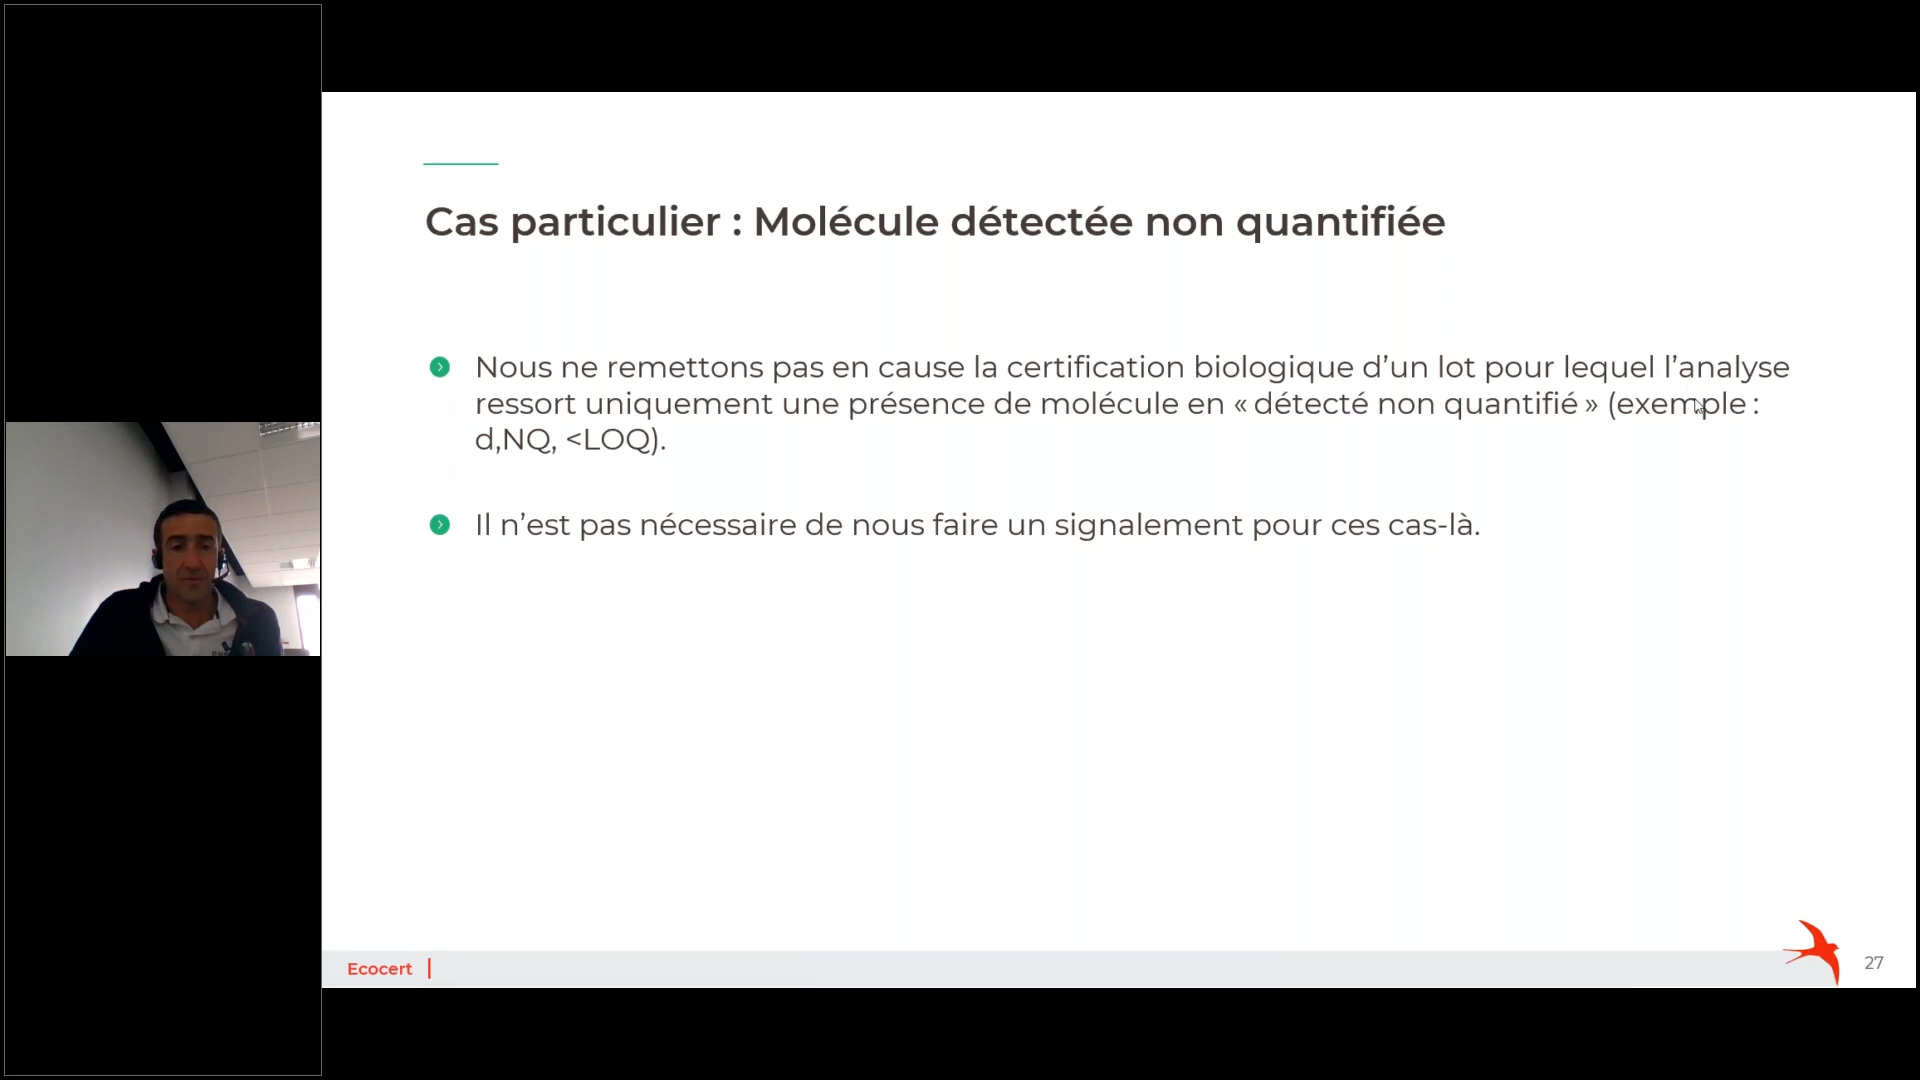 Cas particulier : Molécule détectée non quantifiée
Nous ne remettons pas en cause la certification biologique d’un lot pour lequel l’analyse
ressort uniquement une présence de molécule en « détecté non quantifié » (exemple :
d,NQ, <LOQ).
Il n’est pas nécessaire de nous faire un signalement pour ces cas-là.
Ecocert
27